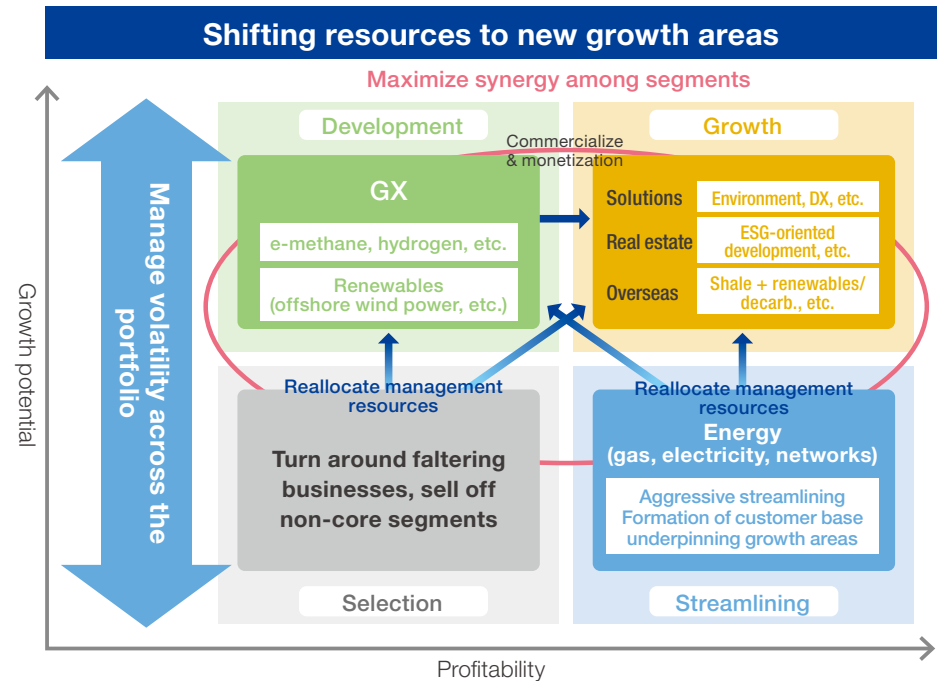 Shifting resources to new growth areas
Maximize synergy among segments
Growth potential
Manage volatility across the
portfolio
Development
GX
e-methane, hydrogen, etc.
Renewables
(offshore wind power, etc.)
Commercialize
& monetization
Growth
Solutions
Environment, DX, etc.
Real estate
ESG-oriented
development, etc.
Overseas
Shale + renewables/
decarb., etc.
Reallocate management
resources
Turn around faltering
businesses, sell off
non-core segments
Selection
Reallocate management
resources
Energy
(gas, electricity, networks)
Aggressive streamlining
Formation of customer base
underpinning growth areas
Streamlining
Profitability